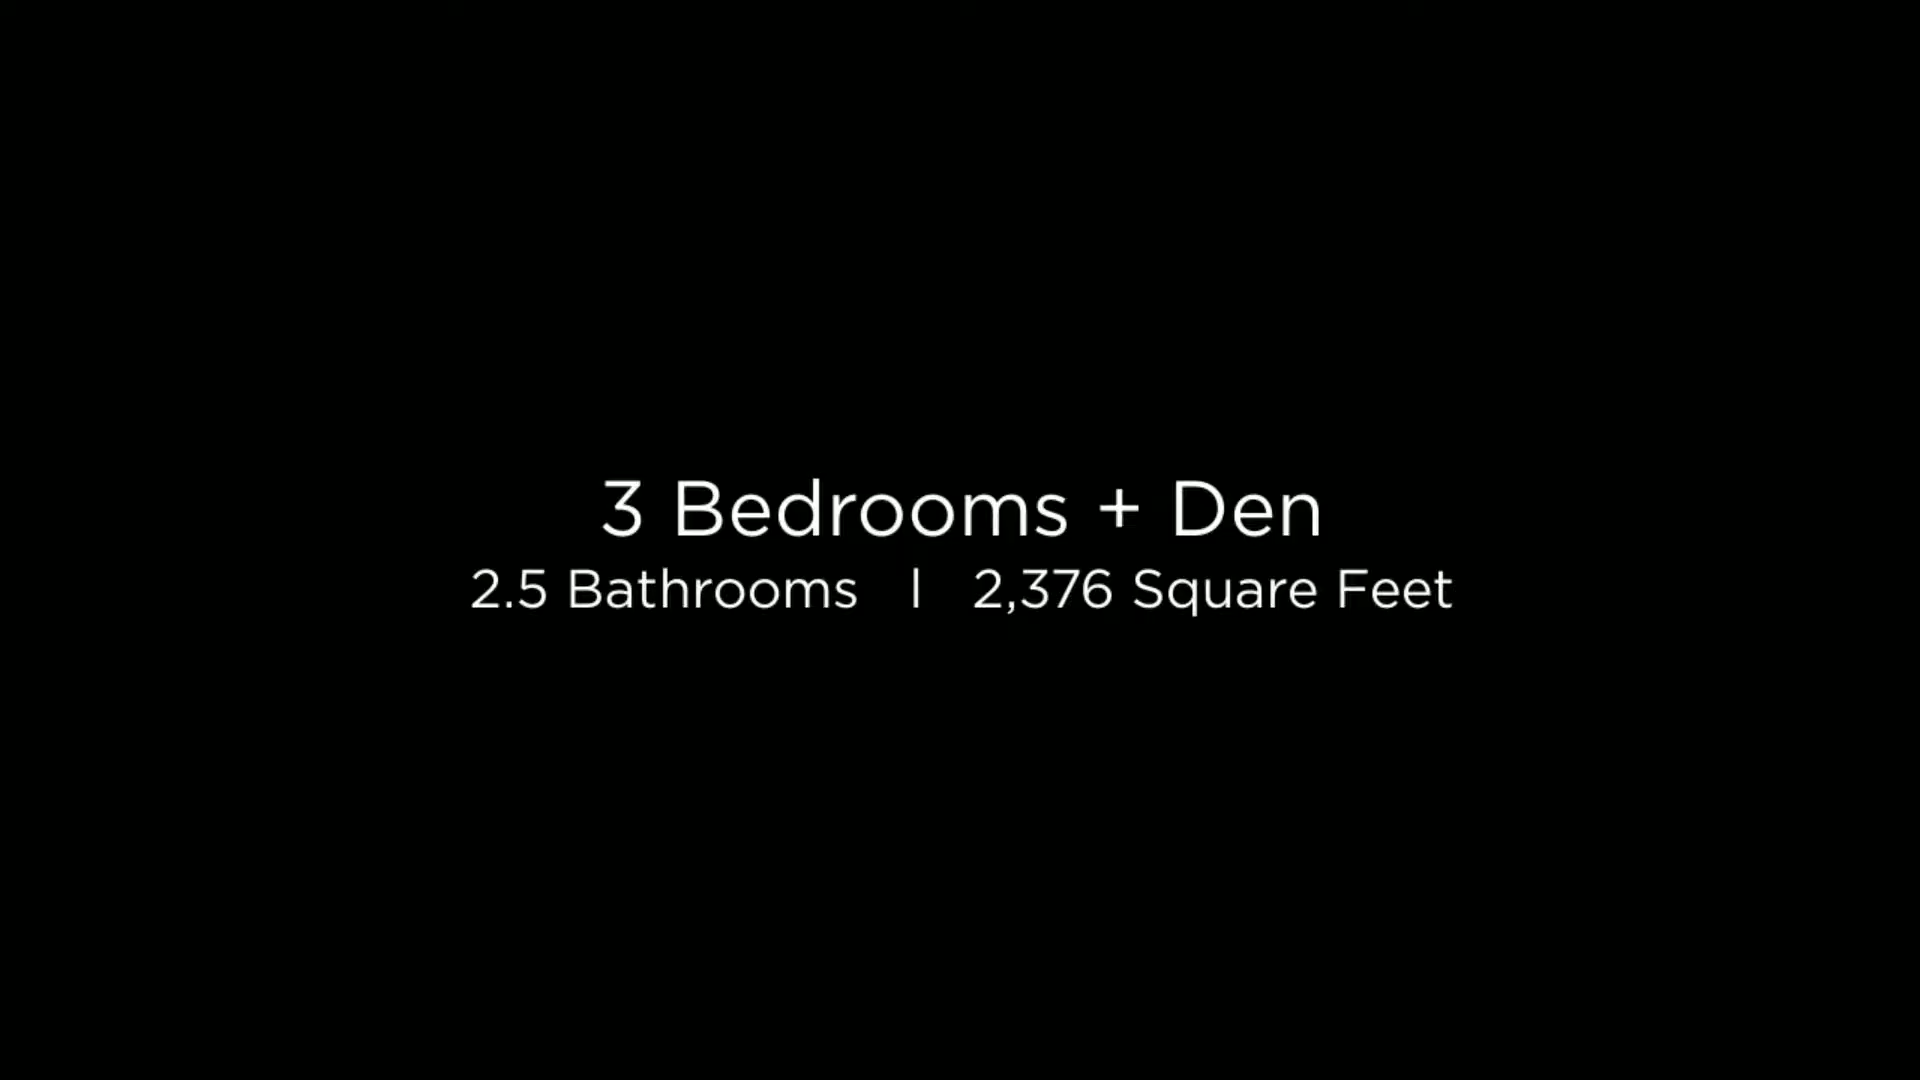 3 Bedrooms + Den
2.5 Bathrooms | 2,376 Square Feet